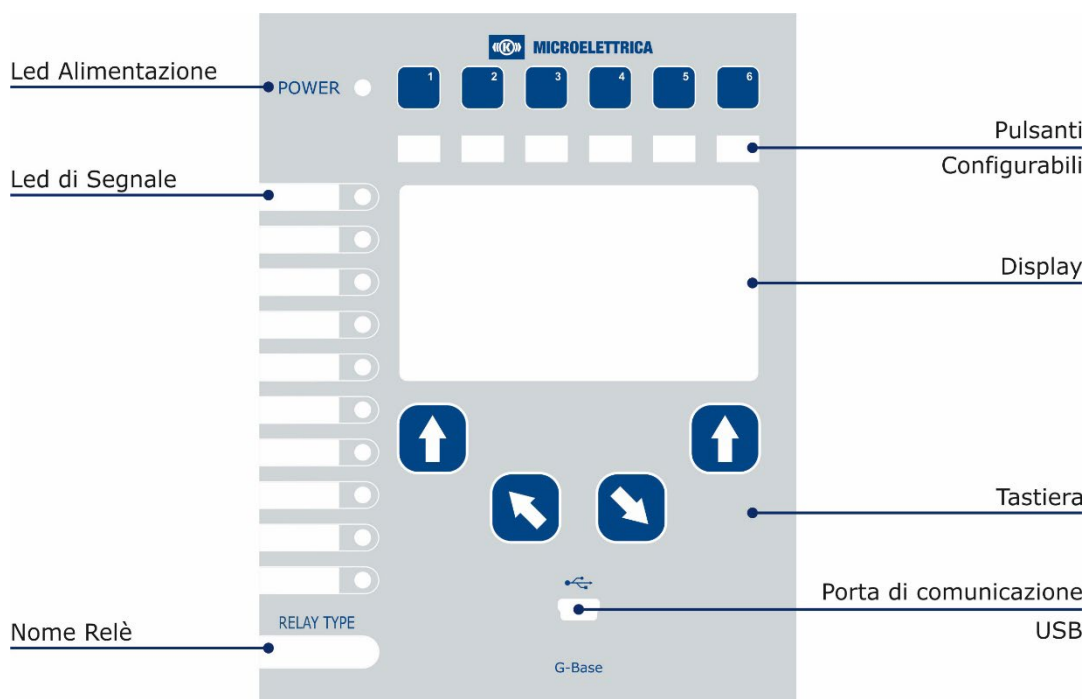 ((K)) MICROELETTRICA
Led Alimentazione
POWER
1 2 3 4 5 6
Pulsanti
Configurabili
Led di Segnale
Display
Tastiera
Porta di comunicazione
USB
RELAY TYPE
Nome Relè
G-Base